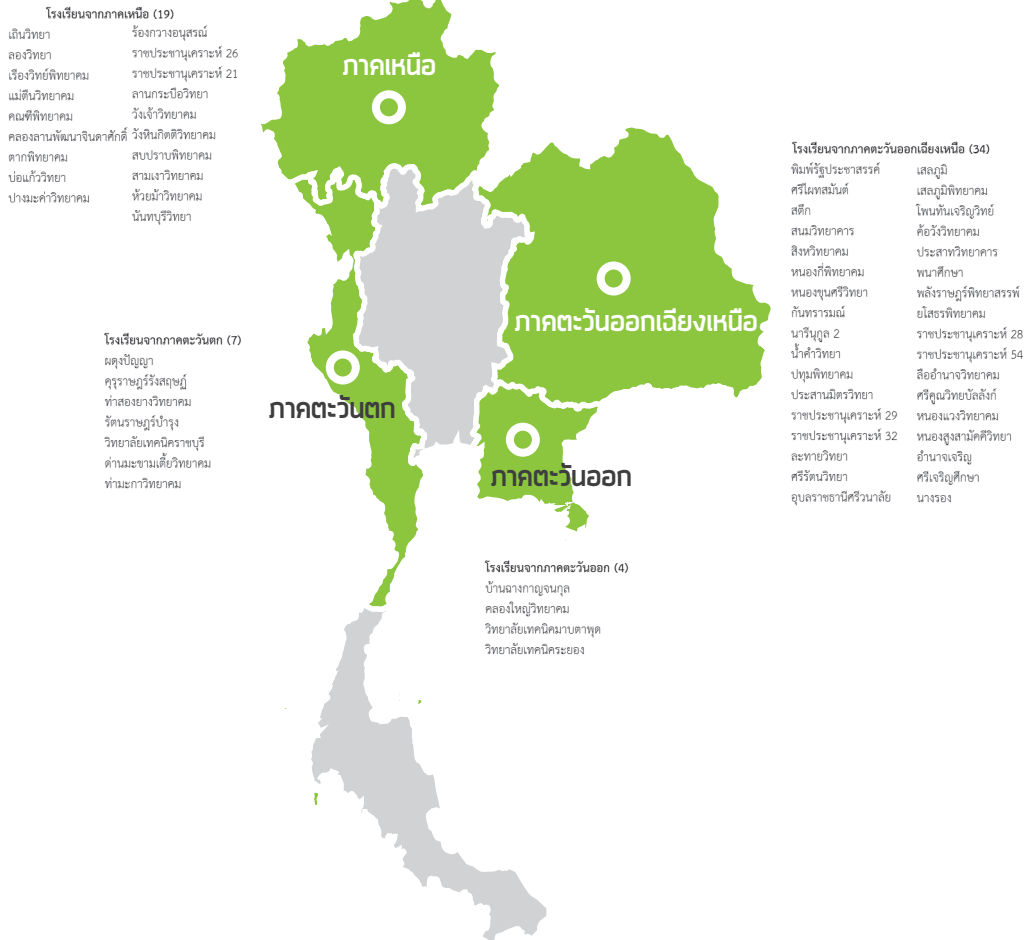 โรงเรียนจากภาคเหนือ (19)
เถินวิทยา
ลองวิทยา
เรืองวิทย์พิทยาคม
แม่ตืนวิทยาคม
คณฑีพิทยาคม
คลองลานพัฒนาจินดาศักดิ์
ตากพิทยาคม
บ่อแก้ววิทยา
ปางมะค่าวิทยาคม
ร้องกวางอนุสรณ์
ราชประชานุเคราะห์ 26
ราชประชานุเคราะห์ 21
ลานกระบือวิทยา
วังเจ้าวิทยาคม
วังหินกิตติวิทยาคม
สบปราบพิทยาคม
สามเงาวิทยาคม
ห้วยม้าวิทยาคม
นันทบุรีวิทยา
ภาคเหนือ
ภาคตะวันออกเฉียงเหนือ
ภาคตะวันตก
ภาคตะวันออก
โรงเรียนจากภาคตะวันตก (7)
ผดุงปัญญา
คุรุราษฎร์รังสฤษฏ์
ท่าสองยางวิทยาคม
รัตนราษฎร์บำรุง
วิทยาลัยเทคนิคราชบุรี
ด่านมะขามเตี้ยวิทยาคม
ท่ามะกาวิทยาคม
โรงเรียนจากภาคตะวันออกเฉียงเหนือ (34)
พิมพ์รัฐประชาสรรค์
ศรีไผทสมันต์
สตึก
สนมวิทยาคาร
สิงหวิทยาคม
หนองกี่พิทยาคม
หนองขุนศรีวิทยา
กันทรารมณ์
นารีนุกูล 2
น้ำคำวิทยา
ปทุมพิทยาคม
ประสานมิตรวิทยา
ราชประชานุเคราะห์ 29
ราชประชานุเคราะห์ 32
ละทายวิทยา
ศรีรัตนวิทยา
อุบลราชธานีศรีวนาลัย
เสลภูมิ
เสลภูมิพิทยาคม
โพนทันเจริญวิทย์
ค้อวังวิทยาคม
ประสาทวิทยาคาร
พนาศึกษา
พลังราษฎร์พิทยาสรรพ์
ยโสธรพิทยาคม
ราชประชานุเคราะห์ 28
ราชประชานุเคราะห์ 54
ลืออำนาจวิทยาคม
ศรีคูณวิทยบัลลังก์
หนองแวงวิทยาคม
หนองสูงสามัคคีวิทยา
อำนาจเจริญ
ศรีเจริญศึกษา
นางรอง
โรงเรียนจากภาคตะวันออก (4)
บ้านฉางกาญจนกุล
คลองใหญ่วิทยาคม
วิทยาลัยเทคนิคมาบตาพุด
วิทยาลัยเทคนิคระยอง